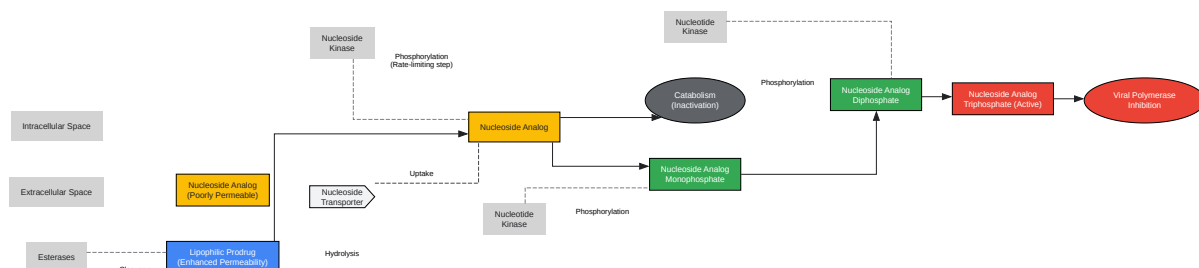 Nucleotide
Kinase
Nucleoside
Kinase
Phosphorylation
(Rate-limiting step)
Phosphorylation
Catabolism
(Inactivation)
Nucleoside Analog
Diphosphate
Nucleoside Analog
Triphosphate (Active)
Viral Polymerase
Inhibition
Intracellular Space
Nucleoside Analog
Uptake
Nucleoside Analog
Monophosphate
Extracellular Space
Nucleoside Analog
(Poorly Permeable)
Nucleoside
Transporter
Nucleotide
Kinase
Phosphorylation
Esterases
Lipophilic Prodrug
(Enhanced Permeability)
Hydrolysis